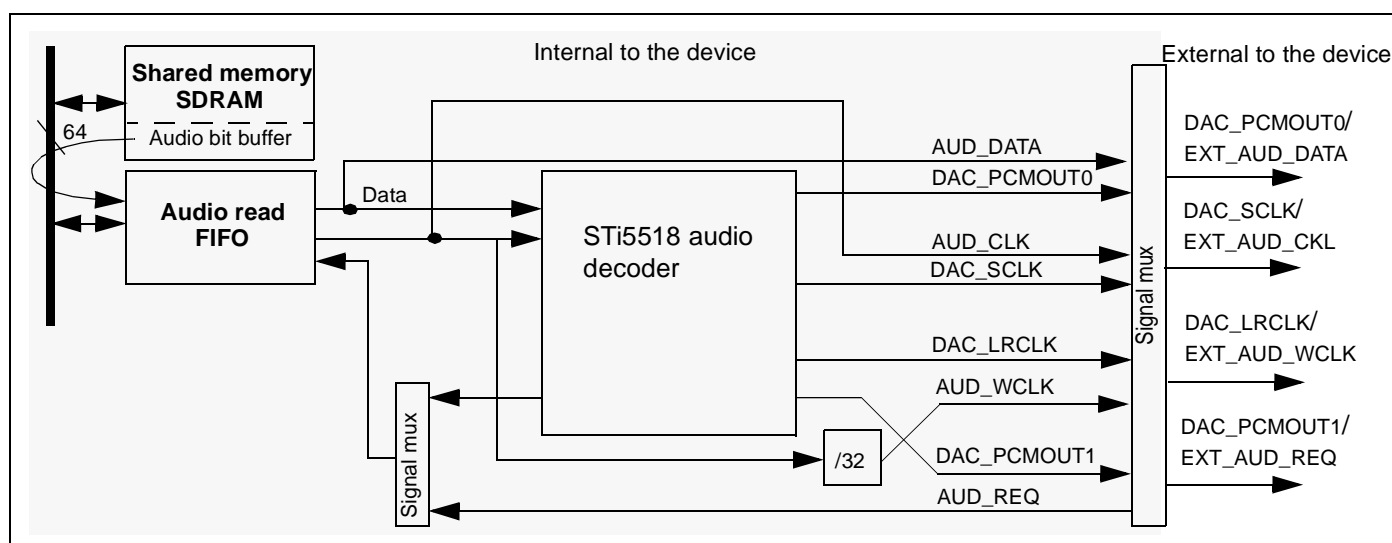 Internal to the device
External to the device
Shared memory
SDRAM
Audio bit buffer
64
Audio read
FIFO
Data
STi5518 audio
decoder
AUD_DATA
DAC_PCMOUT0
AUD_CLK
DAC_SCLK
DAC_LRCLK
AUD_WCLK
/32
DAC_PCMOUT1
AUD_REQ
Signal mux
Signal mux
DAC_PCMOUT0/
EXT_AUD_DATA
DAC_SCLK/
EXT_AUD_CKL
DAC_LRCLK/
EXT_AUD_WCLK
DAC_PCMOUT1/
EXT_AUD_REQ